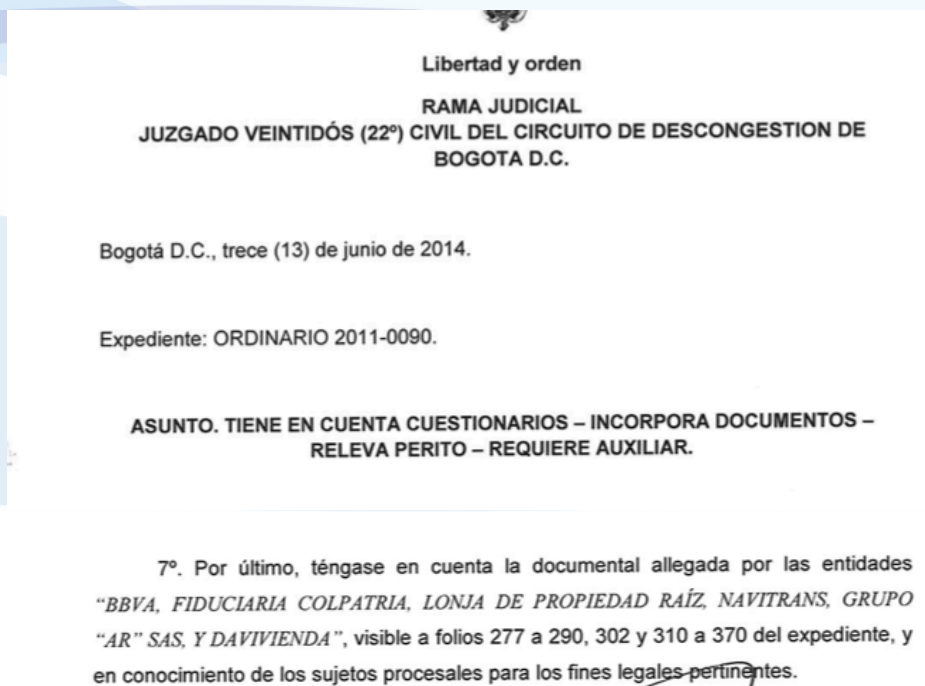 Libertad y orden
RAMA JUDICIAL
JUZGADO VEINTIDÓS (22º) CIVIL DEL CIRCUITO DE DESCONGESTION DE
BOGOTA D.C.
Bogotá D.C., trece (13) de junio de 2014.
Expediente: ORDINARIO 2011-0090.
ASUNTO. TIENE EN CUENTA CUESTIONARIOS – INCORPORA DOCUMENTOS –
RELEVA PERITO – REQUIERE AUXILIAR.
7º. Por último, téngase en cuenta la documental allegada por las entidades
"BBVA, FIDUCIARIA COLPATRIA, LONJA DE PROPIEDAD RAÍZ, NAVITRANS, GRUPO
"AR" SAS, Y DAVIVIENDA", visible a folios 277 a 290, 302 y 310 a 370 del expediente, y
en conocimiento de los sujetos procesales para los fines legales pertinentes.